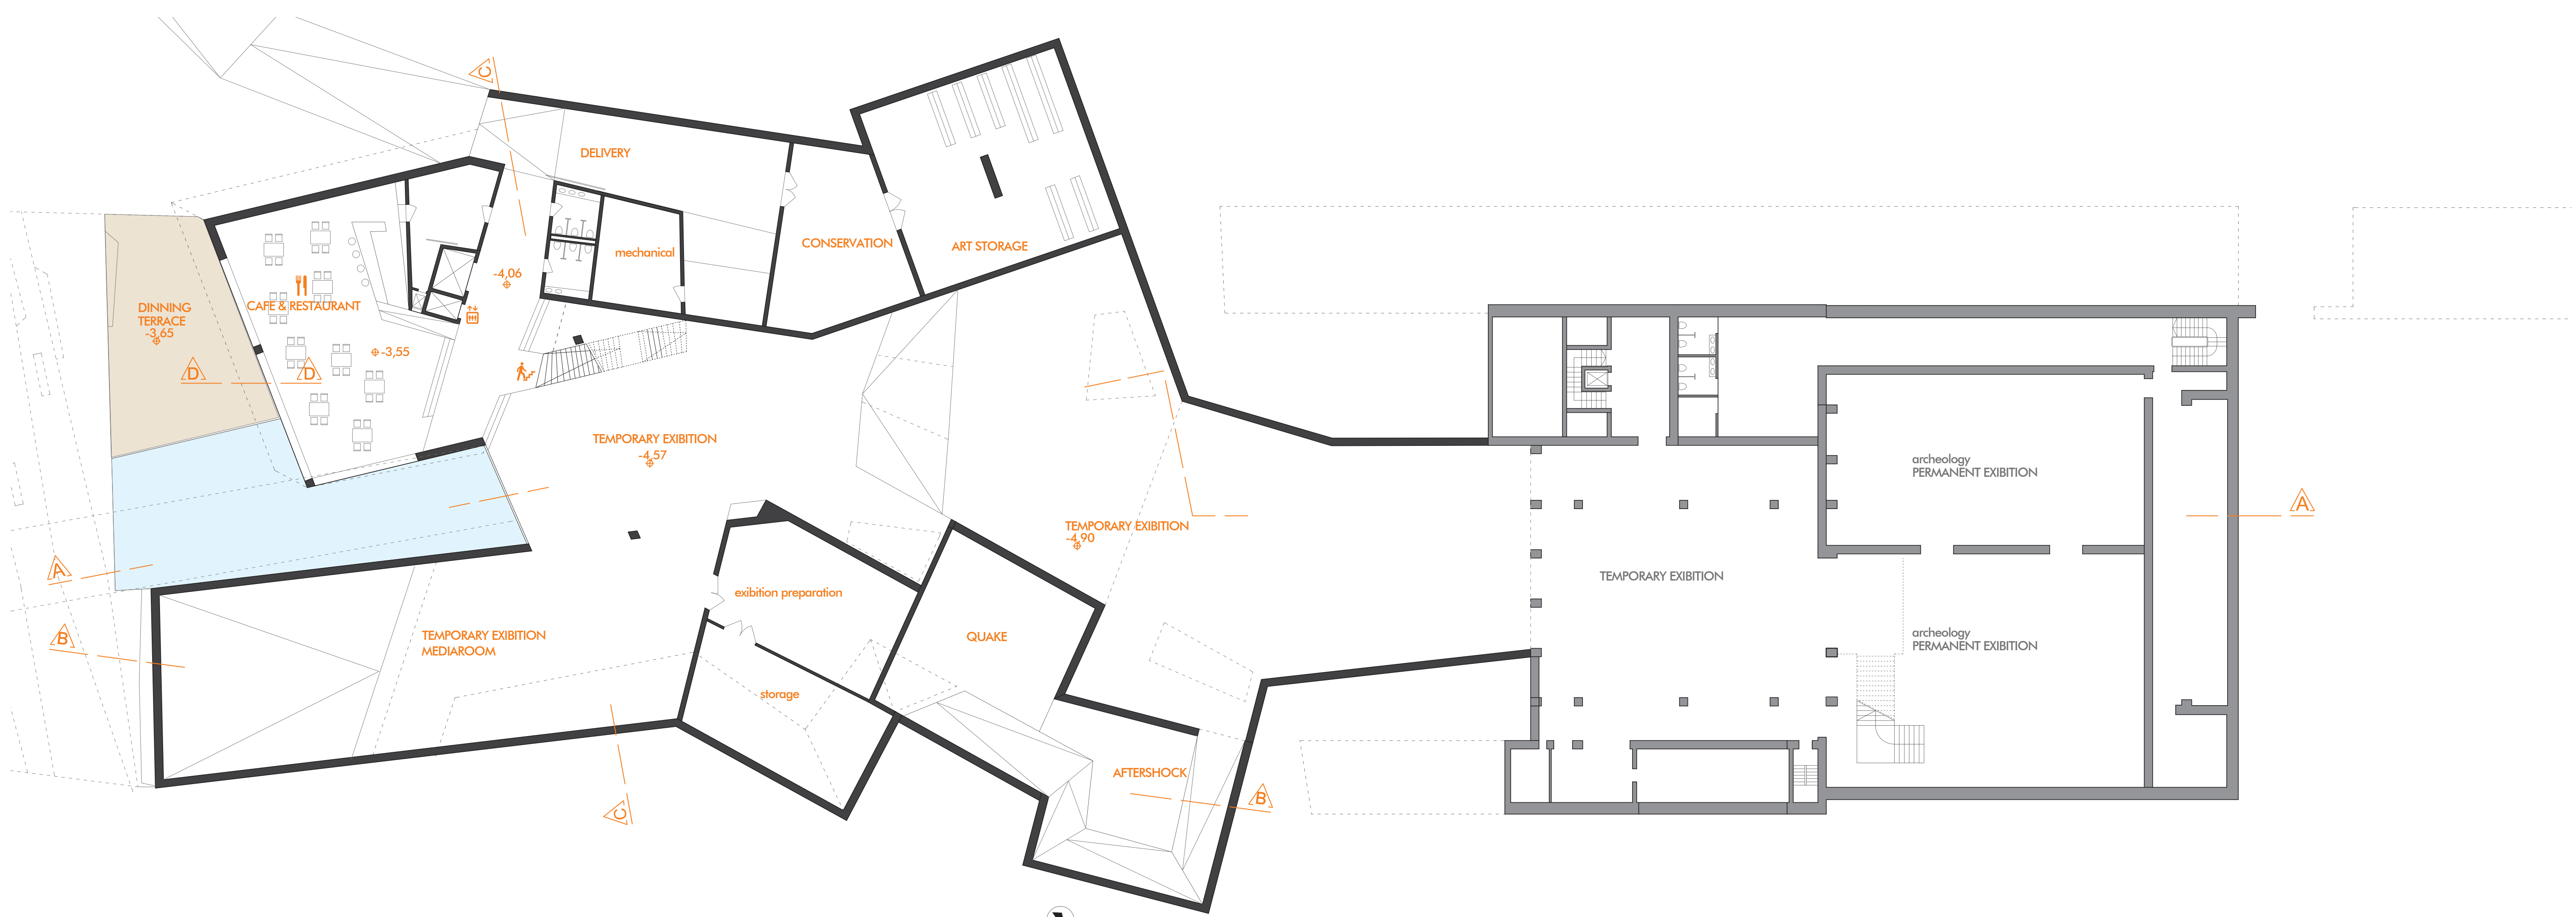 C
DELIVERY
mechanical
CONSERVATION
ART STORAGE
-4,06
DINNING
TERRACE
-3,65
CAFE & RESTAURANT
-3,55
D
D
TEMPORARY EXIBITION
-4,57
TEMPORARY EXIBITION
-4,90
archeology
PERMANENT EXIBITION
A
A
B
exibition preparation
TEMPORARY EXIBITION
archeology
PERMANENT EXIBITION
TEMPORARY EXIBITION
MEDIAROOM
QUAKE
storage
AFTERSHOCK
B
C